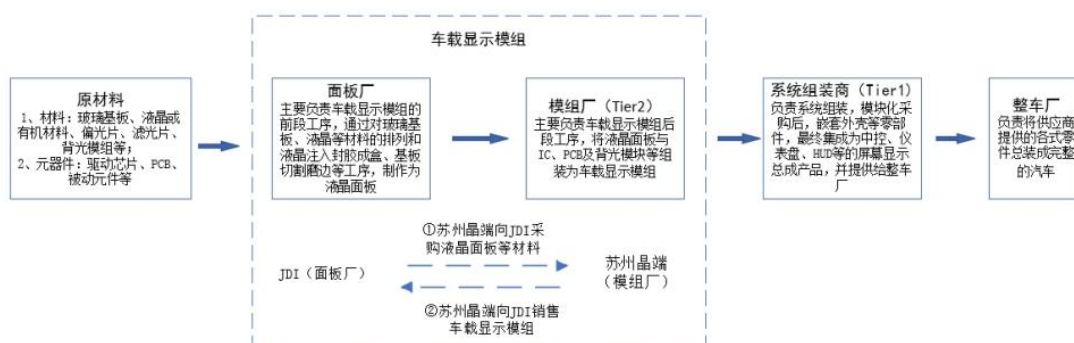 车载显示模组
原材料
1、材料：玻璃基板、液晶或
有机材料、偏光片、滤光片、
背光模组等；
2、元器件：驱动芯片、PCB、
被动元件等
面板厂
主要负责车载显示模组的
前段工序，通过对玻璃基
板、液晶等材料的排列和
液晶注入封胶成盒、基板
切割磨边等工序，制作为
液晶面板
模组厂（Tier2）
主要负责车载显示模组后
段工序，将液晶面板与
IC、PCB及背光模块等组
装为车载显示模组
系统组装商（Tier1）
负责系统组装，模块化采
购后，嵌套外壳等零部
件，最终集成为中控、仪
表盘、HUD等的屏幕显示
总成产品，并提供给整车
厂
整车厂
负责将供应商
提供的各式零
件总装成完整
的汽车
①苏州晶端向JDI采
购液晶面板等材料
JDI（面板厂）
苏州晶端
（模组厂）
②苏州晶端向JDI销售
车载显示模组